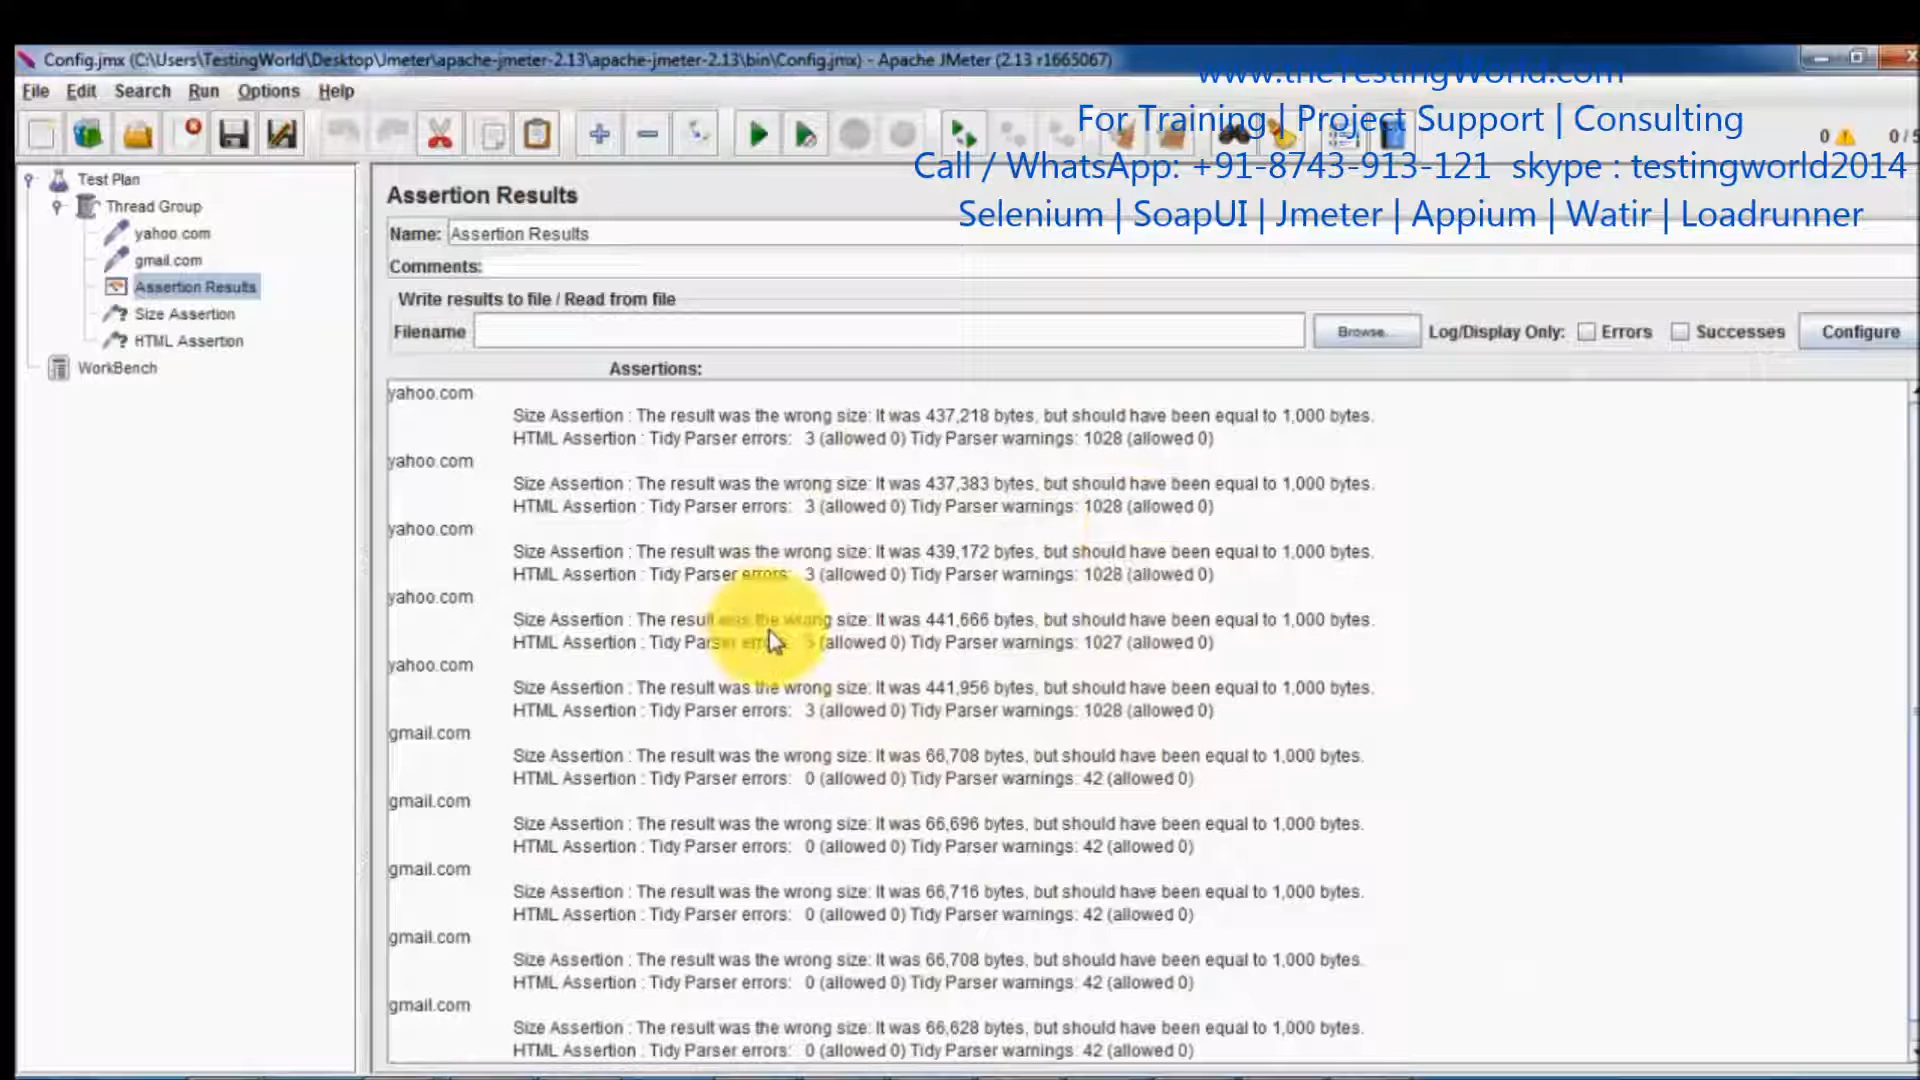 Config.jmx (C:\Users\TestingWorld\Desktop\Jmeter\apache-jmeter-2.13\apache-jmeter-2.13\bin\Config.jmx) - Apache JMeter (2.13 r1665067)
www.theTestingWorld.com
File Edit Search Run Options Help
For Training | Project Support | Consulting
0 0 / 5
Call / WhatsApp: +91-8743-913-121 skype : testingworld2014
Selenium | SoapUI | Jmeter | Appium | Watir | Loadrunner
Test Plan
Thread Group
yahoo.com
gmail.com
Assertion Results
Size Assertion
HTML Assertion
WorkBench
Assertion Results
Name: Assertion Results
Comments:
Write results to file / Read from file
Filename Browse... Log/Display Only: Errors Successes Configure
Assertions:
yahoo.com
Size Assertion : The result was the wrong size: It was 437,218 bytes, but should have been equal to 1,000 bytes.
HTML Assertion : Tidy Parser errors: 3 (allowed 0) Tidy Parser warnings: 1028 (allowed 0)
yahoo.com
Size Assertion : The result was the wrong size: It was 437,383 bytes, but should have been equal to 1,000 bytes.
HTML Assertion : Tidy Parser errors: 3 (allowed 0) Tidy Parser warnings: 1028 (allowed 0)
yahoo.com
Size Assertion : The result was the wrong size: It was 439,172 bytes, but should have been equal to 1,000 bytes.
HTML Assertion : Tidy Parser errors: 3 (allowed 0) Tidy Parser warnings: 1028 (allowed 0)
yahoo.com
Size Assertion : The result was the wrong size: It was 441,666 bytes, but should have been equal to 1,000 bytes.
HTML Assertion : Tidy Parser errors: (allowed 0) Tidy Parser warnings: 1027 (allowed 0)
yahoo.com
Size Assertion : The result was the wrong size: It was 441,956 bytes, but should have been equal to 1,000 bytes.
HTML Assertion : Tidy Parser errors: 3 (allowed 0) Tidy Parser warnings: 1028 (allowed 0)
gmail.com
Size Assertion : The result was the wrong size: It was 66,708 bytes, but should have been equal to 1,000 bytes.
HTML Assertion : Tidy Parser errors: 0 (allowed 0) Tidy Parser warnings: 42 (allowed 0)
gmail.com
Size Assertion : The result was the wrong size: It was 66,696 bytes, but should have been equal to 1,000 bytes.
HTML Assertion : Tidy Parser errors: 0 (allowed 0) Tidy Parser warnings: 42 (allowed 0)
gmail.com
Size Assertion : The result was the wrong size: It was 66,716 bytes, but should have been equal to 1,000 bytes.
HTML Assertion : Tidy Parser errors: 0 (allowed 0) Tidy Parser warnings: 42 (allowed 0)
gmail.com
Size Assertion : The result was the wrong size: It was 66,708 bytes, but should have been equal to 1,000 bytes.
HTML Assertion : Tidy Parser errors: 0 (allowed 0) Tidy Parser warnings: 42 (allowed 0)
gmail.com
Size Assertion : The result was the wrong size: It was 66,628 bytes, but should have been equal to 1,000 bytes.
HTML Assertion : Tidy Parser errors: 0 (allowed 0) Tidy Parser warnings: 42 (allowed 0)